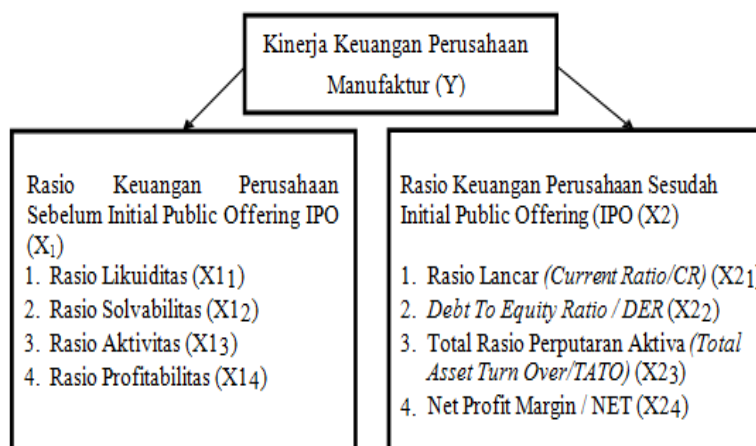 Kinerja Keuangan Perusahaan
Manufaktur (Y)
Rasio Keuangan Perusahaan
Sebelum Initial Public Offering IPO
(X₁)
1. Rasio Likuiditas (X1₁)
2. Rasio Solvabilitas (X1₂)
3. Rasio Aktivitas (X1₃)
4. Rasio Profitabilitas (X1₄)
Rasio Keuangan Perusahaan Sesudah
Initial Public Offering (IPO (X2)
1. Rasio Lancar (Current Ratio/CR) (X2₁)
2. Debt To Equity Ratio / DER (X2₂)
3. Total Rasio Perputaran Aktiva (Total
Asset Turn Over/TATO) (X2₃)
4. Net Profit Margin / NET (X2₄)